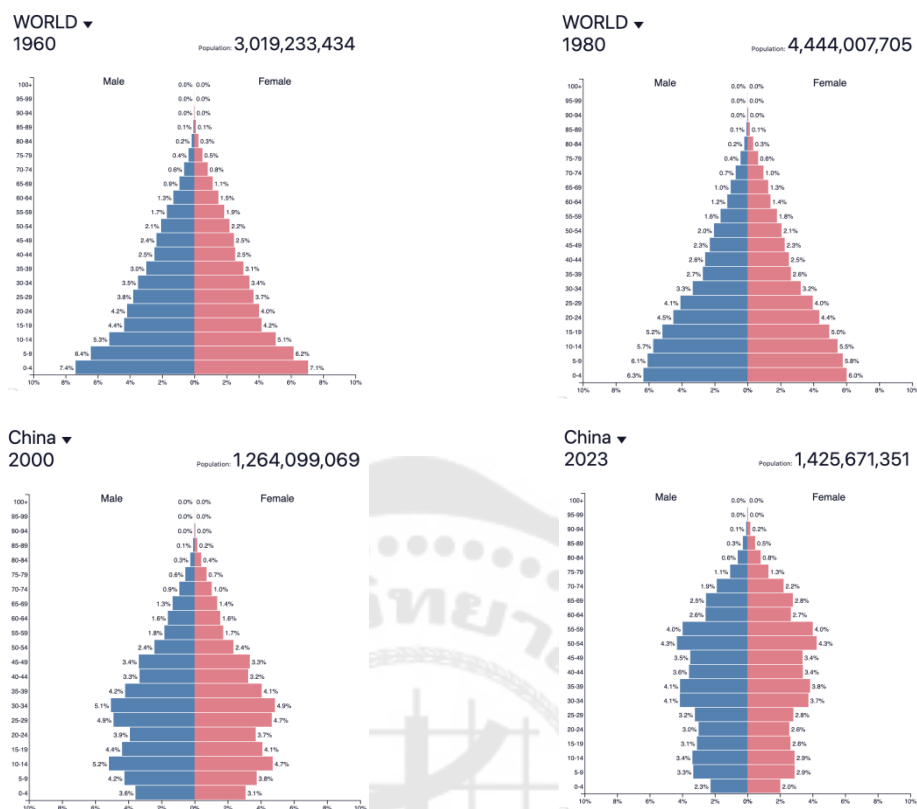 WORLD
1960
Population: 3,019,233,434
Male Female
100+ 0.0% 0.0%
95-99 0.0% 0.0%
90-94 0.0% 0.0%
85-89 0.1% 0.1%
80-84 0.2% 0.3%
75-79 0.4% 0.5%
70-74 0.6% 0.8%
65-69 0.9% 1.1%
60-64 1.3% 1.5%
55-59 1.7% 1.9%
50-54 2.1% 2.2%
45-49 2.4% 2.5%
40-44 2.5% 2.5%
35-39 3.0% 3.1%
30-34 3.5% 3.4%
25-29 3.8% 3.7%
20-24 4.2% 4.0%
15-19 4.4% 4.2%
10-14 5.3% 5.1%
5-9 6.4% 6.2%
0-4 7.4% 7.1%
10% 8% 6% 4% 2% 0% 2% 4% 6% 8% 10%
WORLD
1980
Population: 4,444,007,705
Male Female
100+ 0.0% 0.0%
95-99 0.0% 0.0%
90-94 0.0% 0.0%
85-89 0.1% 0.1%
80-84 0.2% 0.3%
75-79 0.4% 0.6%
70-74 0.7% 1.0%
65-69 1.0% 1.3%
60-64 1.2% 1.4%
55-59 1.6% 1.8%
50-54 2.0% 2.1%
45-49 2.3% 2.3%
40-44 2.6% 2.5%
35-39 2.7% 2.6%
30-34 3.3% 3.2%
25-29 4.1% 4.0%
20-24 4.5% 4.4%
15-19 5.2% 5.0%
10-14 5.7% 5.5%
5-9 6.1% 5.8%
0-4 6.3% 6.0%
10% 8% 6% 4% 2% 0% 2% 4% 6% 8% 10%
China
2000
Population: 1,264,099,069
Male Female
100+ 0.0% 0.0%
95-99 0.0% 0.0%
90-94 0.0% 0.0%
85-89 0.1% 0.2%
80-84 0.3% 0.4%
75-79 0.6% 0.7%
70-74 0.9% 1.0%
65-69 1.3% 1.4%
60-64 1.6% 1.6%
55-59 1.8% 1.7%
50-54 2.4% 2.4%
45-49 3.4% 3.3%
40-44 3.3% 3.2%
35-39 4.2% 4.1%
30-34 5.1% 4.9%
25-29 4.9% 4.7%
20-24 3.9% 3.7%
15-19 4.4% 4.1%
10-14 5.2% 4.7%
5-9 4.2% 3.8%
0-4 3.6% 3.1%
10% 8% 6% 4% 2% 0% 2% 4% 6% 8% 10%
China
2023
Population: 1,425,671,351
Male Female
100+ 0.0% 0.0%
95-99 0.0% 0.0%
90-94 0.1% 0.2%
85-89 0.3% 0.5%
80-84 0.6% 0.8%
75-79 1.1% 1.3%
70-74 1.9% 2.2%
65-69 2.5% 2.8%
60-64 2.6% 2.7%
55-59 4.0% 4.0%
50-54 4.3% 4.3%
45-49 3.5% 3.4%
40-44 3.6% 3.4%
35-39 4.1% 3.8%
30-34 4.1% 3.7%
25-29 3.2% 2.8%
20-24 3.0% 2.6%
15-19 3.1% 2.6%
10-14 3.4% 2.9%
5-9 3.3% 2.9%
0-4 2.3% 2.0%
10% 8% 6% 4% 2% 0% 2% 4% 6% 8% 10%